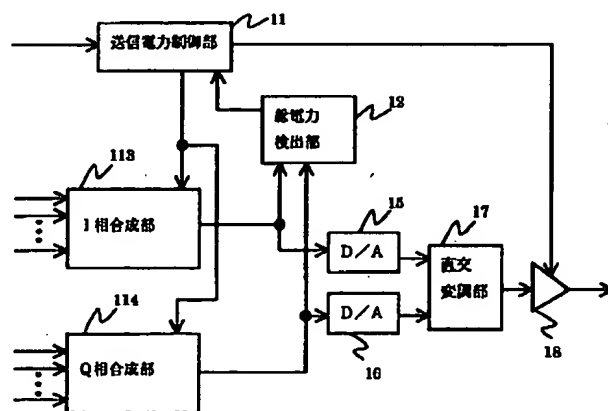 11
送信電力制御部
12
総電力
検出部
113
I相合成部
15
D/A
17
直交
変調部
114
Q相合成部
D/A
16
18